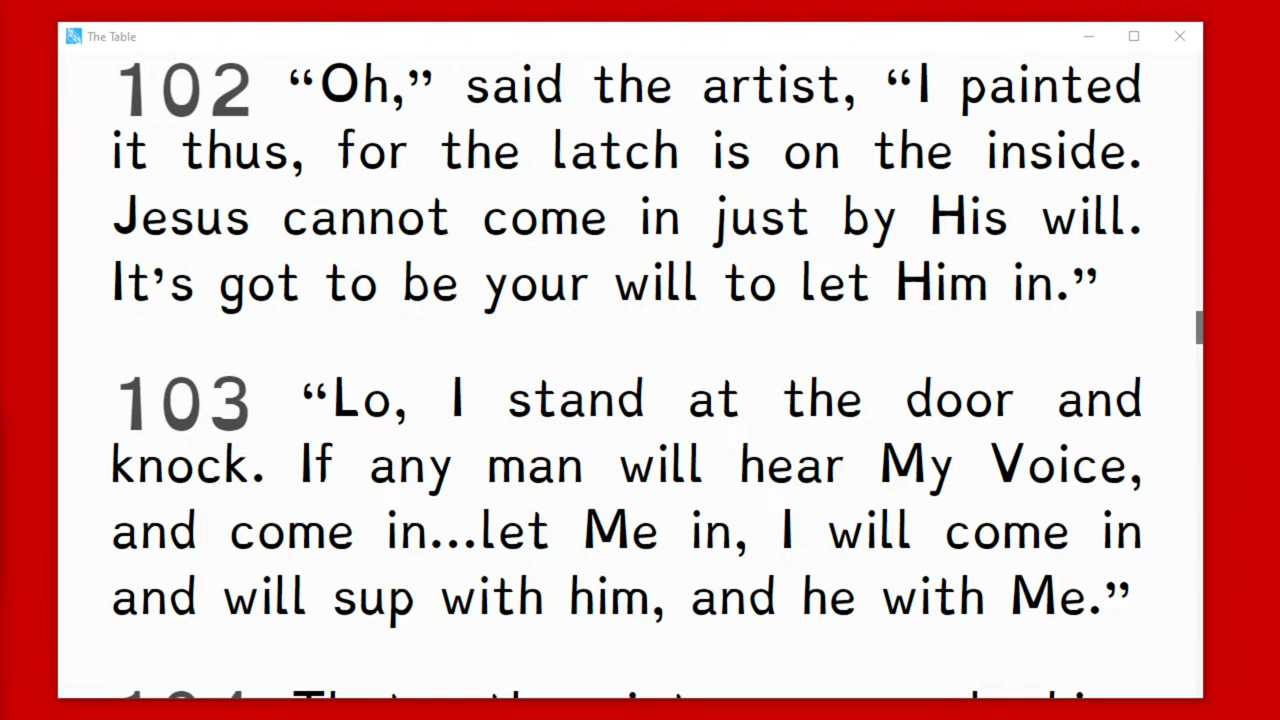 The Table
102 “Oh,” said the artist, “I painted
it thus, for the latch is on the inside.
Jesus cannot come in just by His will.
It’s got to be your will to let Him in.”
103 “Lo, I stand at the door and
knock. If any man will hear My Voice,
and come in...let Me in, I will come in
and will sup with him, and he with Me.”